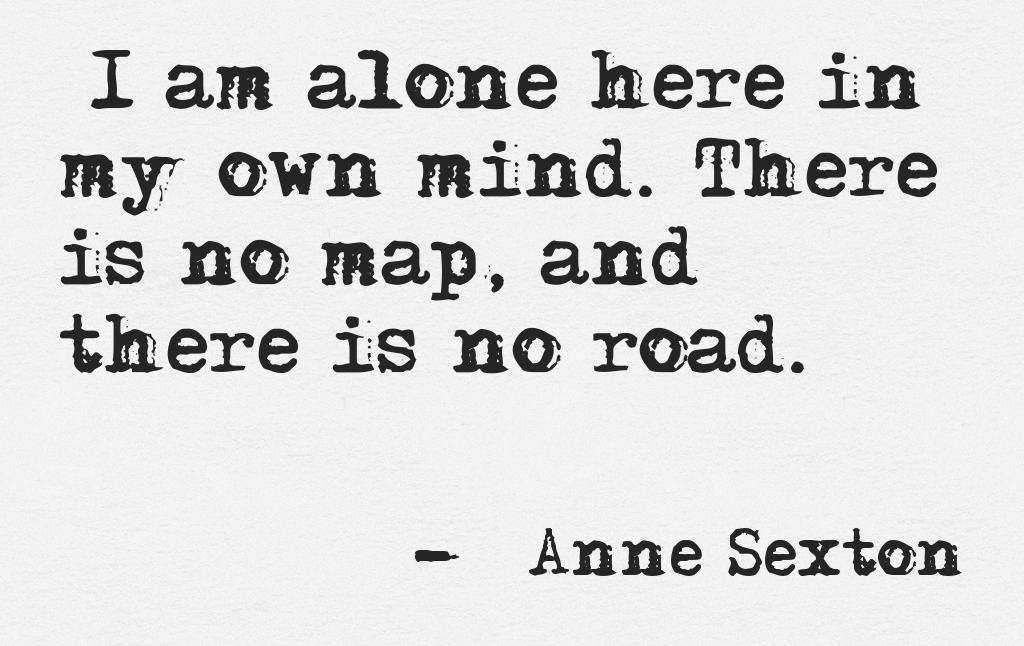 I am alone here in
my own mind. There
is no map, and
there is no road.
- Anne Sexton